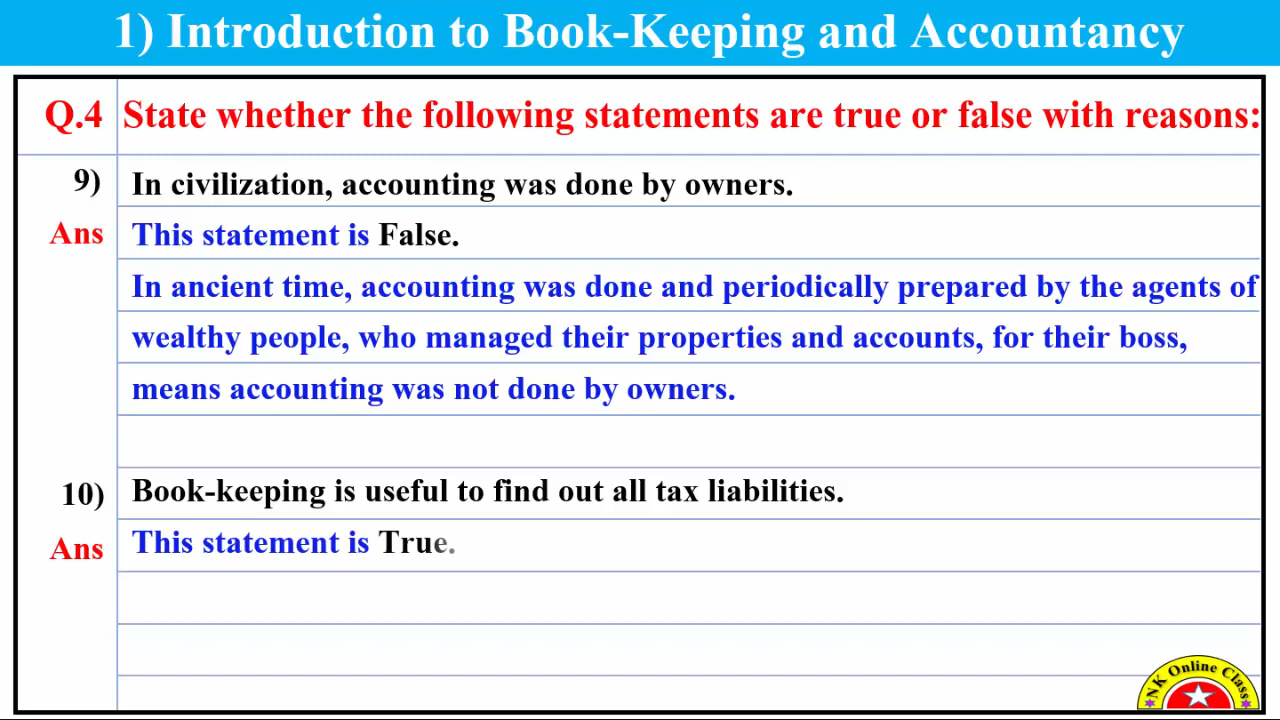 1) Introduction to Book-Keeping and Accountancy
Q.4 State whether the following statements are true or false with reasons:
9) In civilization, accounting was done by owners.
Ans This statement is False.
In ancient time, accounting was done and periodically prepared by the agents of
wealthy people, who managed their properties and accounts, for their boss,
means accounting was not done by owners.
10) Book-keeping is useful to find out all tax liabilities.
Ans This statement is True.
NK Online Class